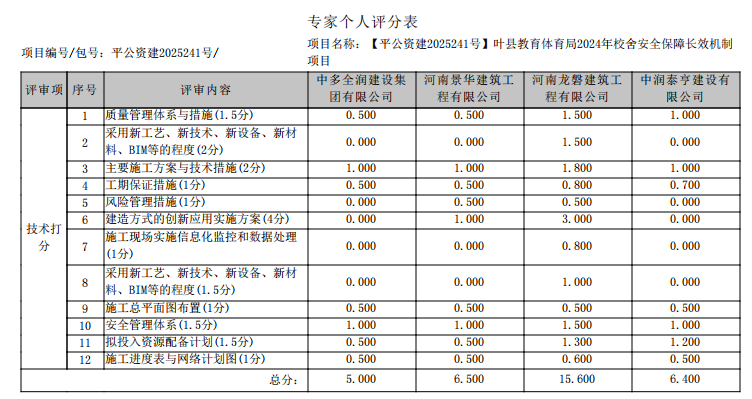 专家个人评分表
项目编号/包号: 平公资建2025241号/
项目名称: 【平公资建2025241号】叶县教育体育局2024年校舍安全保障长效机制
项目
评审项 序号 评审内容 中多全润建设集团有限公司 河南景华建筑工程有限公司 河南龙磐建筑工程有限公司 中润泰亨建设有限公司
技术打分
1 质量管理体系与措施(1.5分) 0.500 0.500 1.500 1.000
2 采用新工艺、新技术、新设备、新材料、BIM等的程度(2分) 0.000 0.000 1.500 0.000
3 主要施工方案与技术措施(2分) 1.000 1.000 1.800 1.000
4 工期保证措施(1分) 0.500 0.500 0.800 0.700
5 风险管理措施(1分) 0.000 0.500 0.500 0.000
6 建造方式的创新应用实施方案(4分) 0.000 1.000 3.000 0.000
7 施工现场实施信息化监控和数据处理(1分) 0.000 0.000 0.800 0.000
8 采用新工艺、新技术、新设备、新材料、BIM等的程度(1.5分) 0.000 0.000 1.000 0.000
9 施工总平面图布置(1分) 0.500 0.500 0.500 0.500
10 安全管理体系(1.5分) 1.000 1.000 1.500 1.000
11 拟投入资源配备计划(1.5分) 0.500 0.500 1.300 1.200
12 施工进度表与网络计划图(1分) 0.500 0.500 0.600 0.500
总分: 5.000 6.500 15.600 6.400